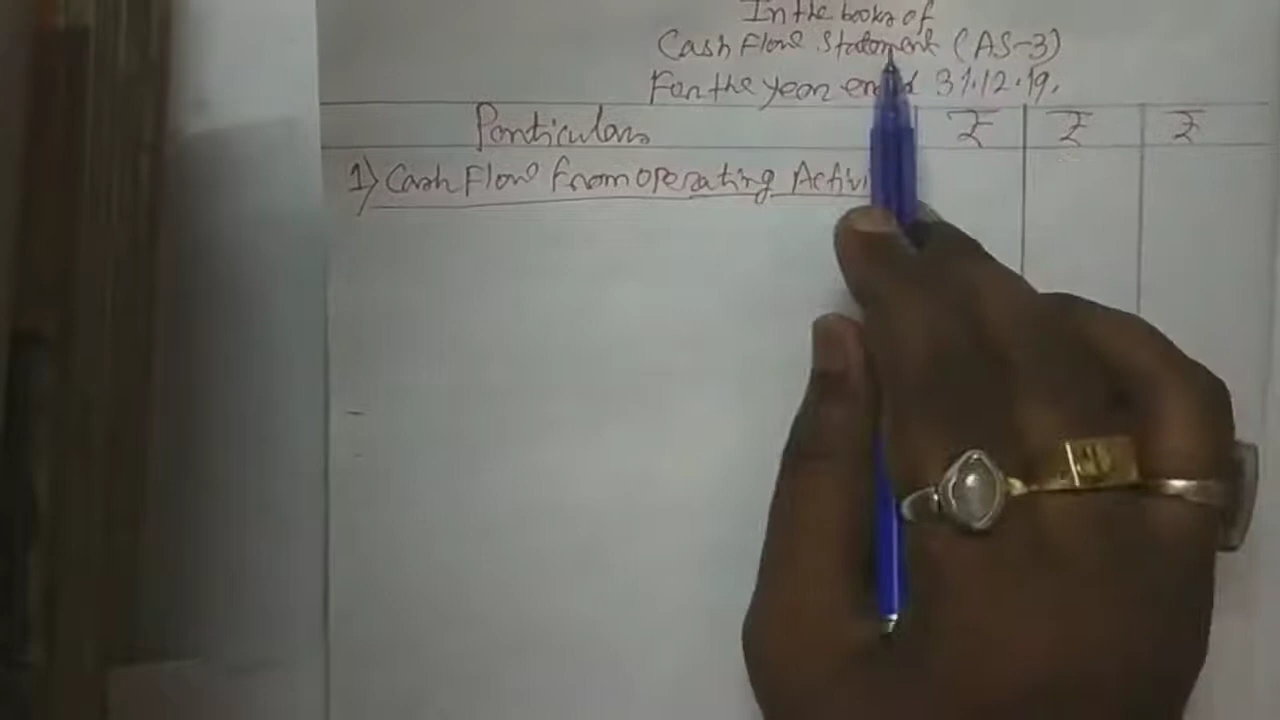 In the books of
Cash Flow Statement (AS-3)
For the year ended 31.12.19.
Particulars ₹ ₹ ₹
1) Cash Flow from operating Activi